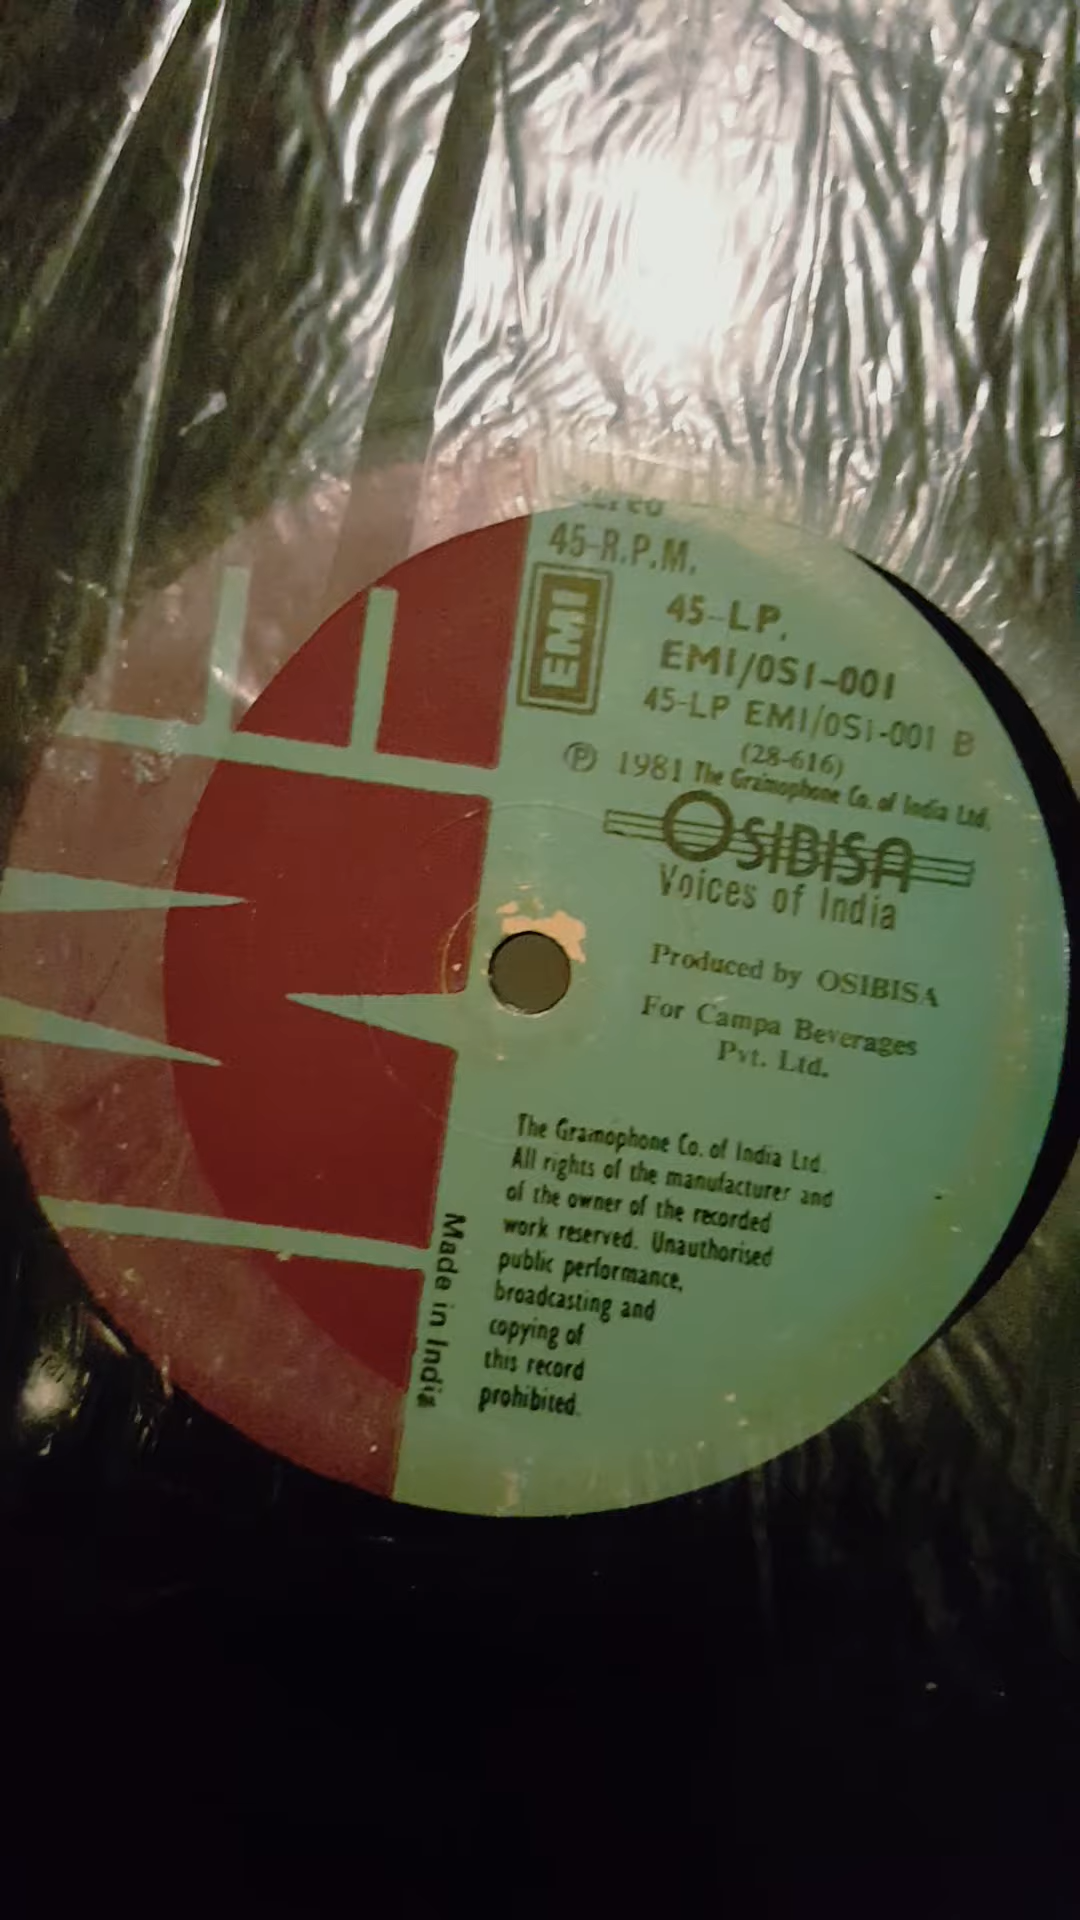 45-R.P.M.
EMI
45-LP.
EMI/OSI-001
45-LP EMI/OSI-001 B
(28-616)
℗ 1981 The Gramophone Co. of India Ltd.
OSIBISA
Voices of India
Produced by OSIBISA
For Campa Beverages
Pvt. Ltd.
The Gramophone Co. of India Ltd.
All rights of the manufacturer and
of the owner of the recorded
work reserved. Unauthorised
public performance,
broadcasting and
copying of
this record
prohibited.
Made in India